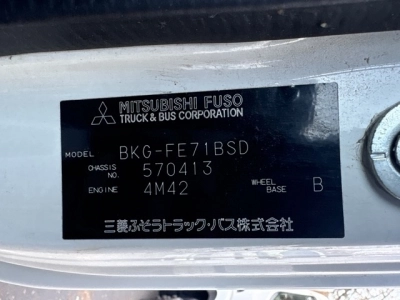 MITSUBISHI FUSO
TRUCK & BUS CORPORATION
MODEL BKG-FE71BSD
CHASSIS NO. 570413
ENGINE 4M42 WHEEL BASE B
三菱ふそうトラック・バス株式会社